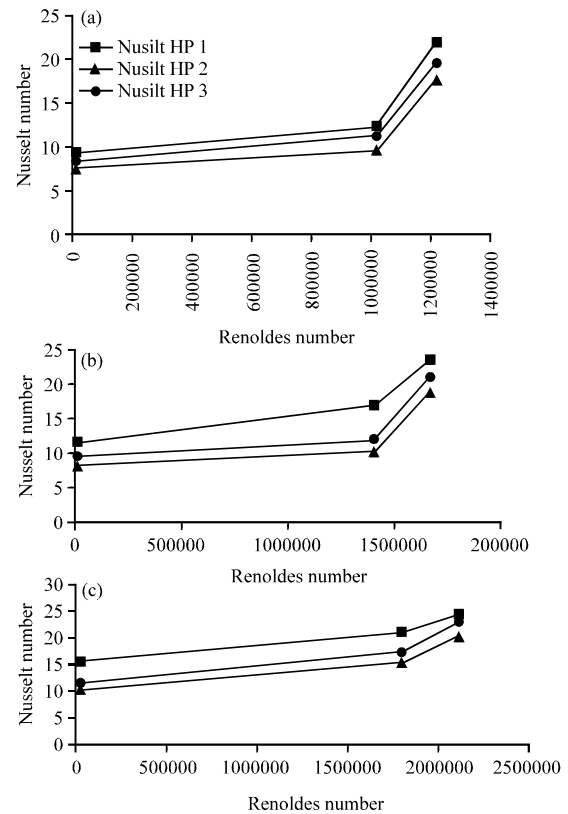 (a)
25
20
15
10
5
0
Nusselt number
Nusilt HP 1
Nusilt HP 2
Nusilt HP 3
0 200000 400000 600000 800000 1000000 1200000 1400000
Renoldes number
(b)
25
20
15
10
5
0
Nusselt number
0 500000 1000000 1500000 200000
Renoldes number
(c)
30
25
20
15
10
5
0
Nusselt number
0 500000 1000000 1500000 2000000 2500000
Renoldes number